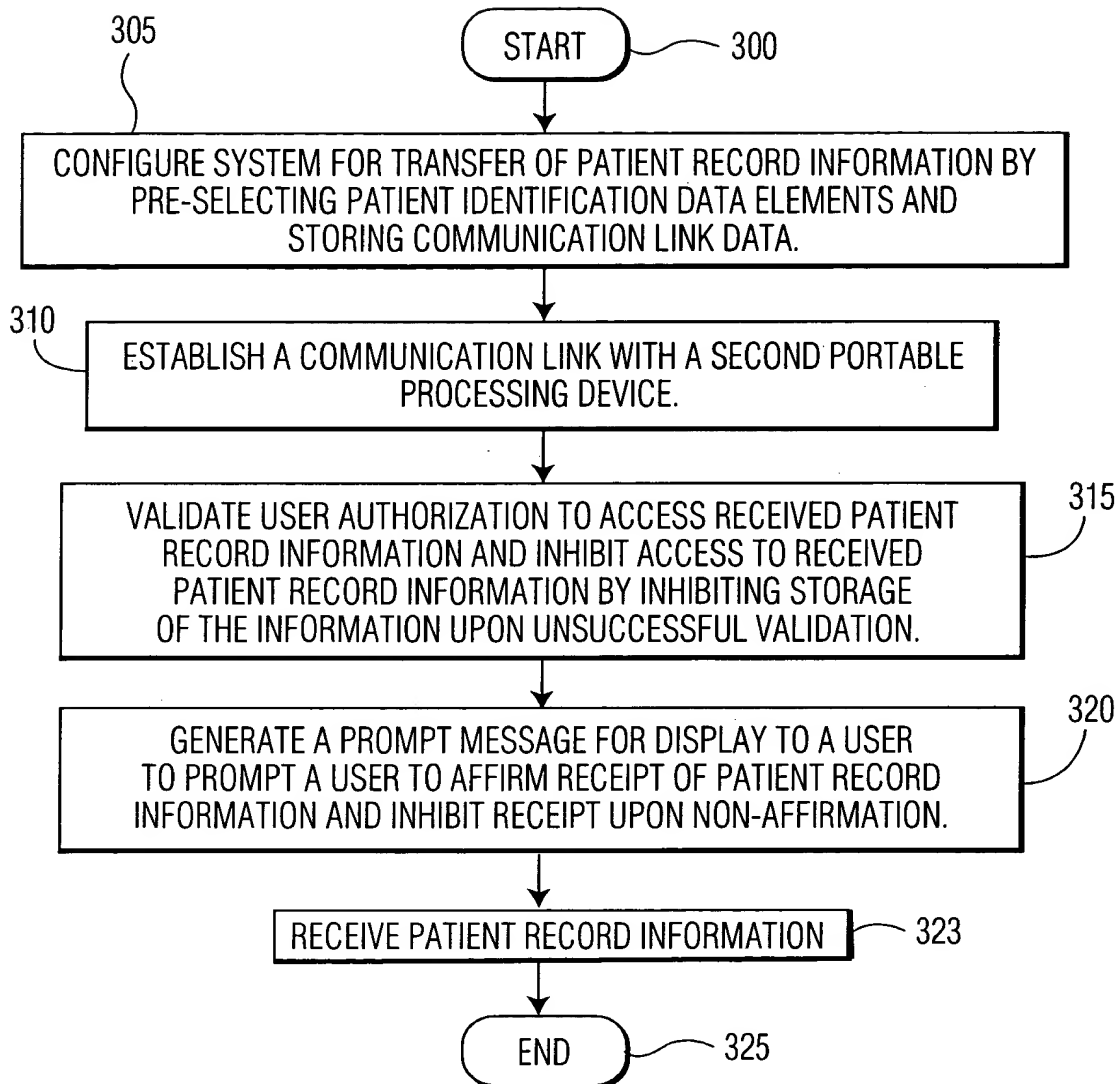 305
START
300
CONFIGURE SYSTEM FOR TRANSFER OF PATIENT RECORD INFORMATION BY
PRE-SELECTING PATIENT IDENTIFICATION DATA ELEMENTS AND
STORING COMMUNICATION LINK DATA.
310
ESTABLISH A COMMUNICATION LINK WITH A SECOND PORTABLE
PROCESSING DEVICE.
VALIDATE USER AUTHORIZATION TO ACCESS RECEIVED PATIENT
RECORD INFORMATION AND INHIBIT ACCESS TO RECEIVED
PATIENT RECORD INFORMATION BY INHIBITING STORAGE
OF THE INFORMATION UPON UNSUCCESSFUL VALIDATION.
315
GENERATE A PROMPT MESSAGE FOR DISPLAY TO A USER
TO PROMPT A USER TO AFFIRM RECEIPT OF PATIENT RECORD
INFORMATION AND INHIBIT RECEIPT UPON NON-AFFIRMATION.
320
RECEIVE PATIENT RECORD INFORMATION
323
END
325